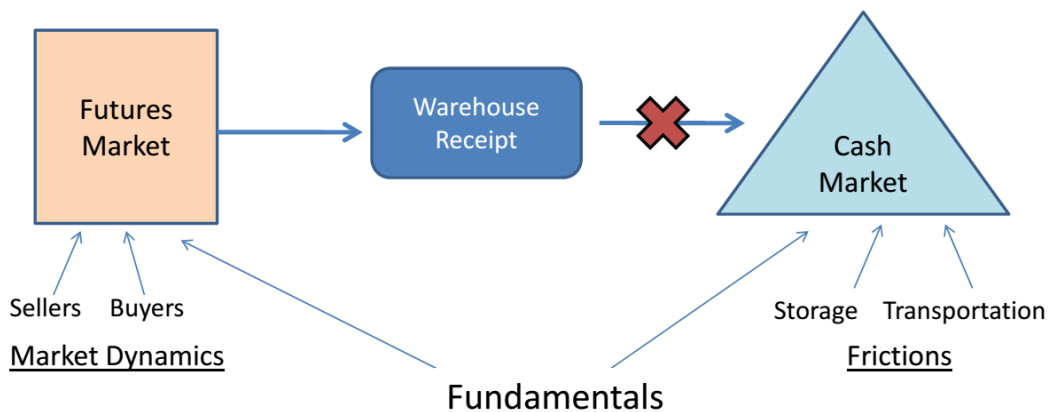 Futures
Market
Warehouse
Receipt
Cash
Market
Sellers
Buyers
Market Dynamics
Storage
Transportation
Frictions
Fundamentals